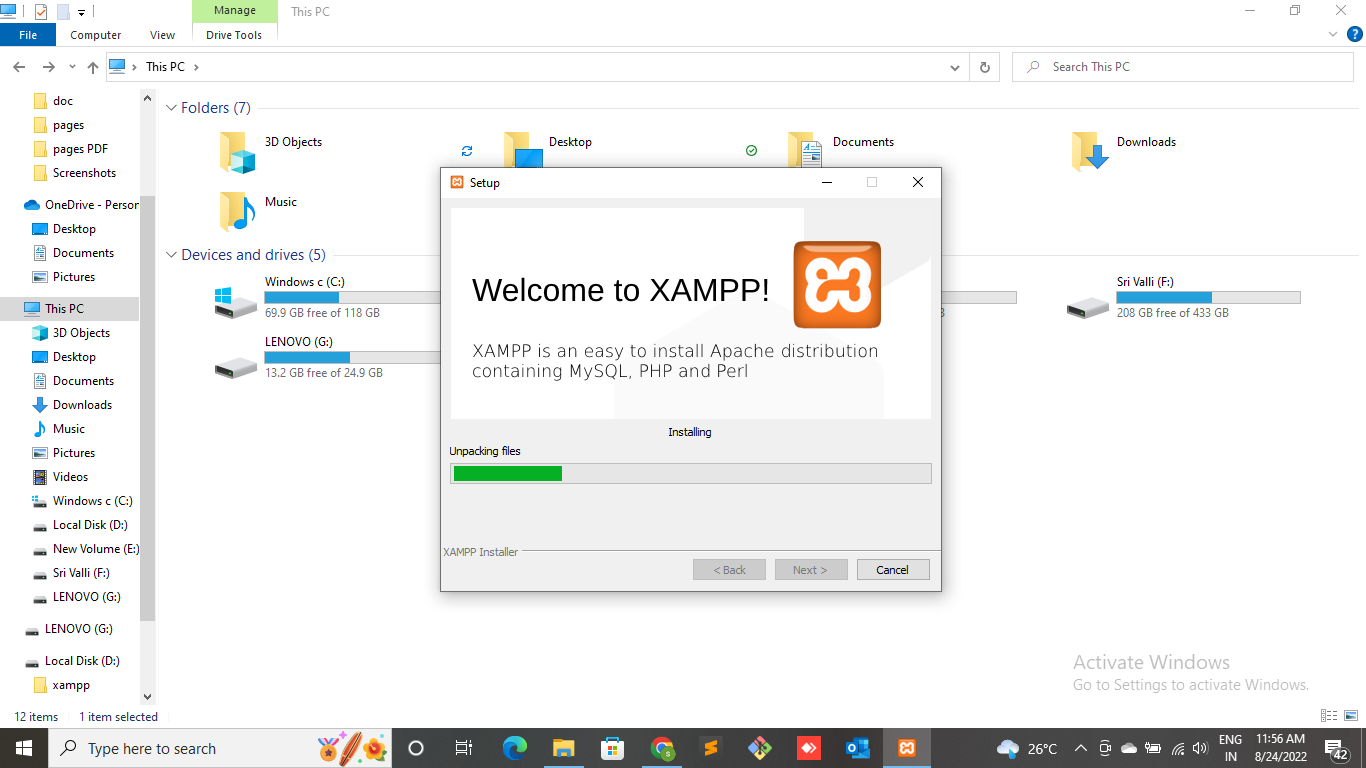 Manage
This PC
File
Computer
View
Drive Tools
This PC
Search This PC
doc
pages
pages PDF
Screenshots
OneDrive - Person
Desktop
Documents
Pictures
This PC
3D Objects
Desktop
Documents
Downloads
Music
Pictures
Videos
Windows c (C:)
Local Disk (D:)
New Volume (E:)
Sri Valli (F:)
LENOVO (G:)
LENOVO (G:)
Local Disk (D:)
xampp
Folders (7)
3D Objects
Desktop
Documents
Downloads
Music
Devices and drives (5)
Windows c (C:)
69.9 GB free of 118 GB
Sri Valli (F:)
208 GB free of 433 GB
LENOVO (G:)
13.2 GB free of 24.9 GB
Setup
Welcome to XAMPP!
XAMPP is an easy to install Apache distribution
containing MySQL, PHP and Perl
Installing
Unpacking files
XAMPP Installer
< Back
Next >
Cancel
Activate Windows
Go to Settings to activate Windows.
12 items
1 item selected
Type here to search
26°C
ENG
IN
11:56 AM
8/24/2022
42